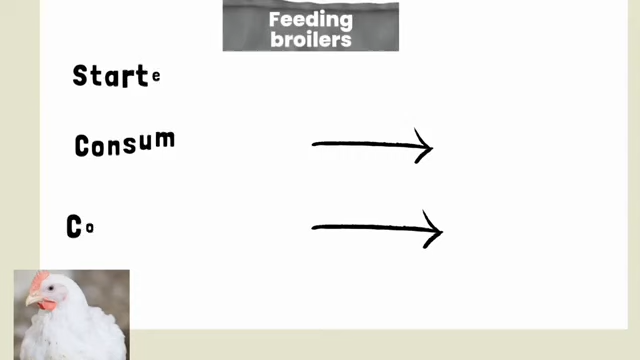 Feeding
broilers
Starte
Consum
Co